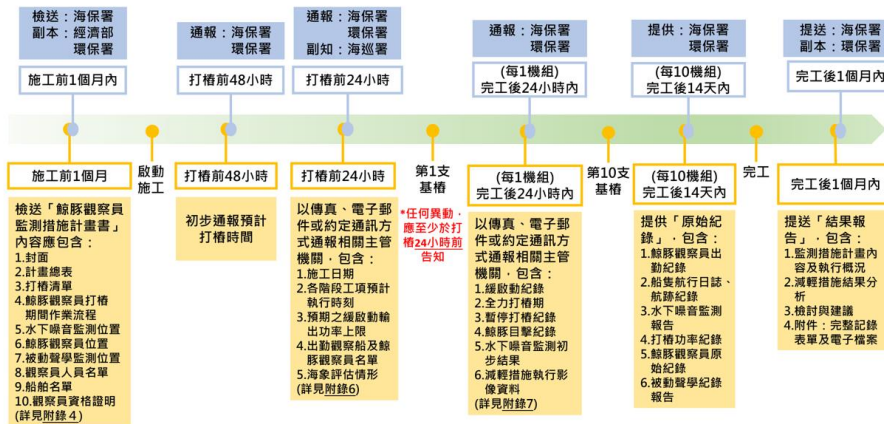 檢送：海保署
副本：經濟部
環保署
施工前1個月內
通報：海保署
環保署
打樁前48小時
通報：海保署
環保署
副知：海巡署
打樁前24小時
通報：海保署
環保署
(每1機組)
完工後24小時內
提供：海保署
環保署
(每10機組)
完工後14天內
提送：海保署
副本：環保署
完工後1個月內
施工前1個月
檢送「鯨豚觀察員
監測措施計畫書」
內容應包含：
1.封面
2.計畫總表
3.打樁清單
4.鯨豚觀察員打樁
期間作業流程
5.水下噪音監測位置
6.鯨豚觀察員位置
7.被動聲學監測位置
8.觀察員人員名單
9.船舶名單
10.觀察員資格證明
(詳見附錄4)
啟動
施工
打樁前48小時
初步通報預計
打樁時間
打樁前24小時
以傳真、電子郵
件或約定通訊方
式通報相關主管
機關，包含：
1.施工日期
2.各階段工項預計
執行時刻
3.預期之緩啟動輸
出功率上限
4.出勤觀察船及鯨
豚觀察員名單
5.海象評估情形
(詳見附錄6)
第1支
基樁
*任何異動，
應至少於打
樁24小時前
告知
(每1機組)
完工後24小時內
以傳真、電子郵
件或約定通訊方
式通報相關主管
機關，包含：
1.緩啟動紀錄
2.全力打樁期
3.暫停打樁紀錄
4.鯨豚目擊紀錄
5.水下噪音監測初
步結果
6.減輕措施執行影
像資料
(詳見附錄7)
第10支
基樁
(每10機組)
完工後14天內
提供「原始紀
錄」，包含：
1.鯨豚觀察員出
勤紀錄
2.船隻航行日誌、
航跡紀錄
3.水下噪音監測
報告
4.打樁功率紀錄
5.鯨豚觀察員原
始紀錄
6.被動聲學紀錄
報告
完工
完工後1個月內
提送「結果報
告」，包含：
1.監測措施計畫內
容及執行概況
2.減輕措施結果分
析
3.檢討與建議
4.附件：完整記錄
表單及電子檔案